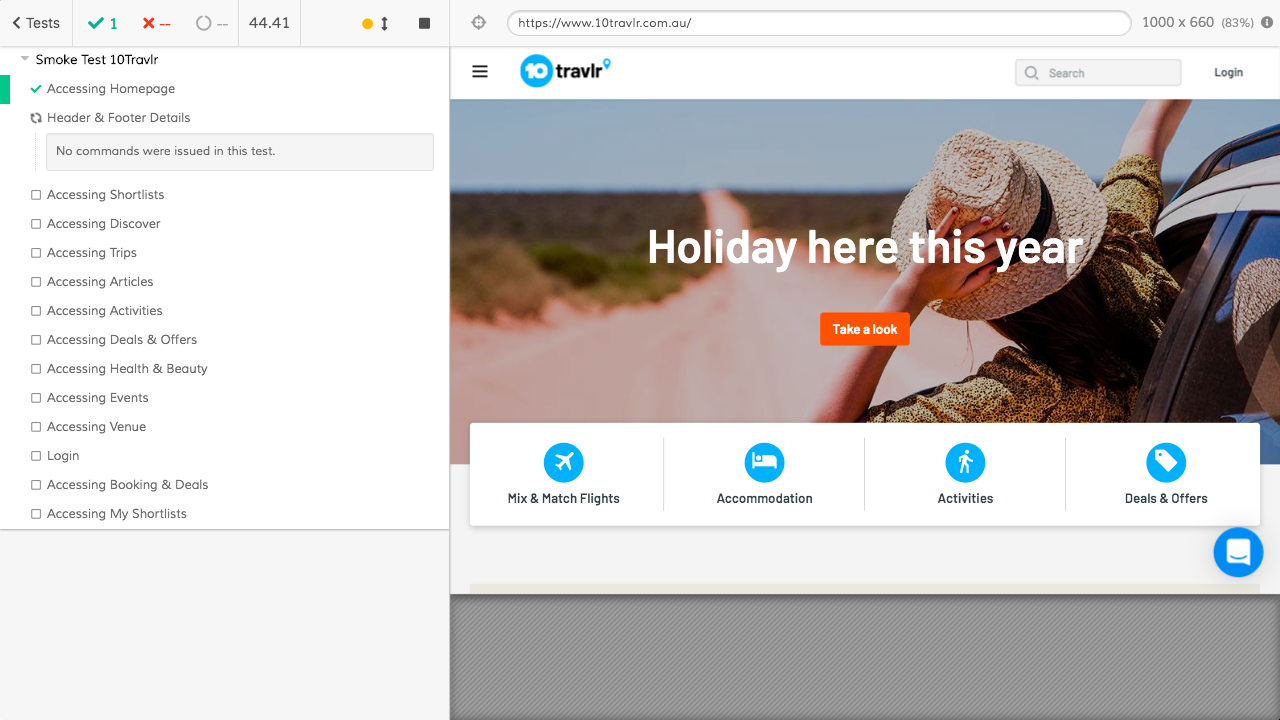 Tests
1
--
--
44.41
https://www.10travlr.com.au/
1000 x 660 (83%)
Smoke Test 10Travlr
Accessing Homepage
Header & Footer Details
No commands were issued in this test.
Accessing Shortlists
Accessing Discover
Accessing Trips
Accessing Articles
Accessing Activities
Accessing Deals & Offers
Accessing Health & Beauty
Accessing Events
Accessing Venue
Login
Accessing Booking & Deals
Accessing My Shortlists
10 travlr
Search
Login
Holiday here this year
Take a look
Mix & Match Flights
Accommodation
Activities
Deals & Offers